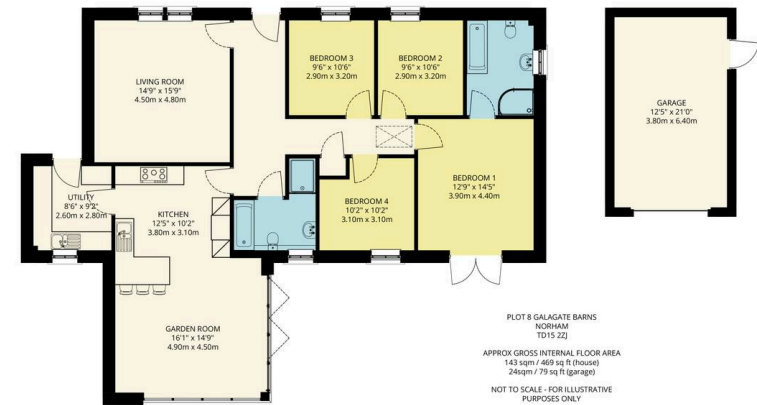 LIVING ROOM
14'9" x 15'9"
4.50m x 4.80m
BEDROOM 3
9'6" x 10'6"
2.90m x 3.20m
BEDROOM 2
9'6" x 10'6"
2.90m x 3.20m
GARAGE
12'5" x 21'0"
3.80m x 6.40m
UTILITY
8'6" x 9'2"
2.60m x 2.80m
KITCHEN
12'5" x 10'2"
3.80m x 3.10m
BEDROOM 4
10'2" x 10'2"
3.10m x 3.10m
BEDROOM 1
12'9" x 14'5"
3.90m x 4.40m
GARDEN ROOM
16'1" x 14'9"
4.90m x 4.50m
PLOT 8 GALAGATE BARNS
NORHAM
TD15 2ZJ
APPROX GROSS INTERNAL FLOOR AREA
143 sqm / 469 sq ft (house)
24sqm / 79 sq ft (garage)
NOT TO SCALE - FOR ILLUSTRATIVE
PURPOSES ONLY